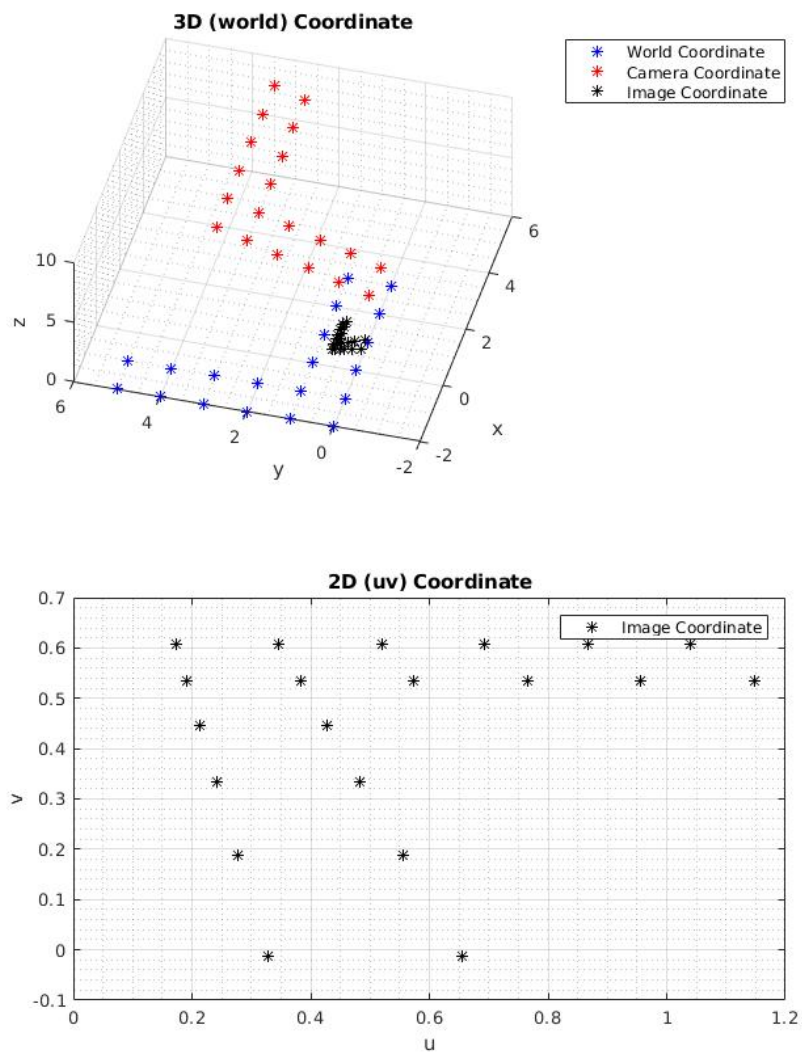 3D (world) Coordinate
World Coordinate
Camera Coordinate
Image Coordinate
10
5
0
z
6
4
2
0
-2
y
6
4
2
0
-2
x
2D (uv) Coordinate
Image Coordinate
0.7
0.6
0.5
0.4
0.3
0.2
0.1
0
-0.1
v
0
0.2
0.4
0.6
0.8
1
1.2
u